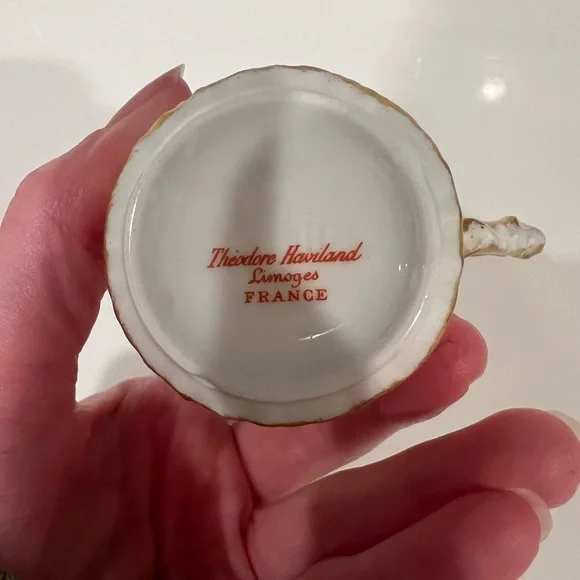 Théodore Haviland
Limoges
FRANCE